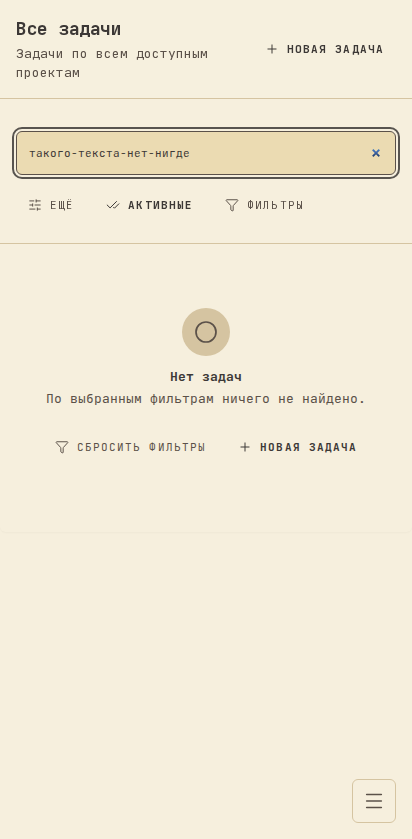 Все задачи
Задачи по всем доступным
проектам
НОВАЯ ЗАДАЧА
такого-текста-нет-нигде
ЕЩЁ
АКТИВНЫЕ
ФИЛЬТРЫ
Нет задач
По выбранным фильтрам ничего не найдено.
СБРОСИТЬ ФИЛЬТРЫ
НОВАЯ ЗАДАЧА